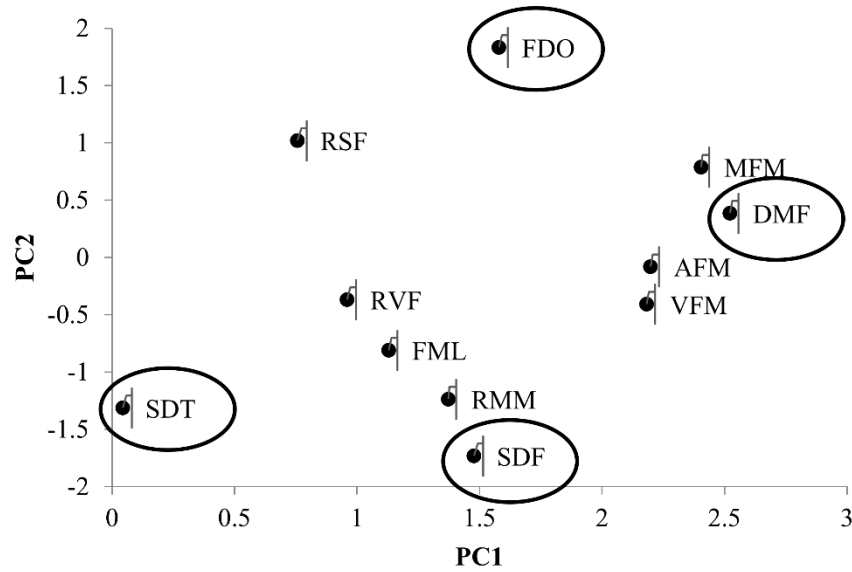 2
FDO
1.5
RSF
1
MFM
0.5
DMF
0
AFM
RVF
VFM
-0.5
FML
-1
SDT
RMM
-1.5
SDF
-2
0
0.5
1
1.5
2
2.5
3
PC2
PC1